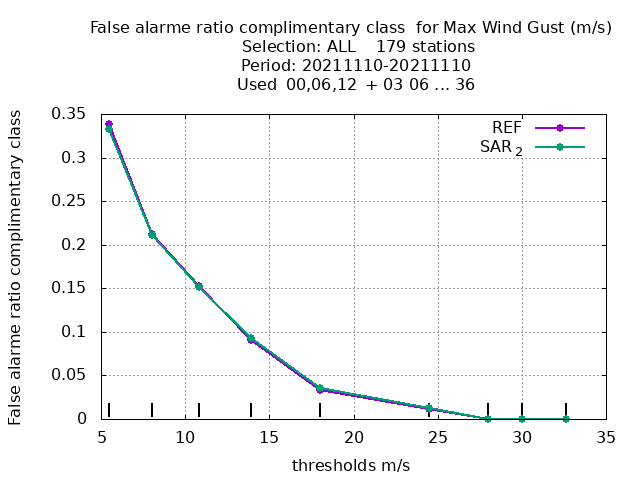 False alarme ratio complimentary class  for Max Wind Gust (m/s)
Selection: ALL    179 stations
Period: 20211110-20211110
Used  00,06,12  + 03 06 ... 36
False alarme ratio complimentary class
0.35
0.3
0.25
0.2
0.15
0.1
0.05
0
REF
SAR 2
5 10 15 20 25 30 35
thresholds m/s